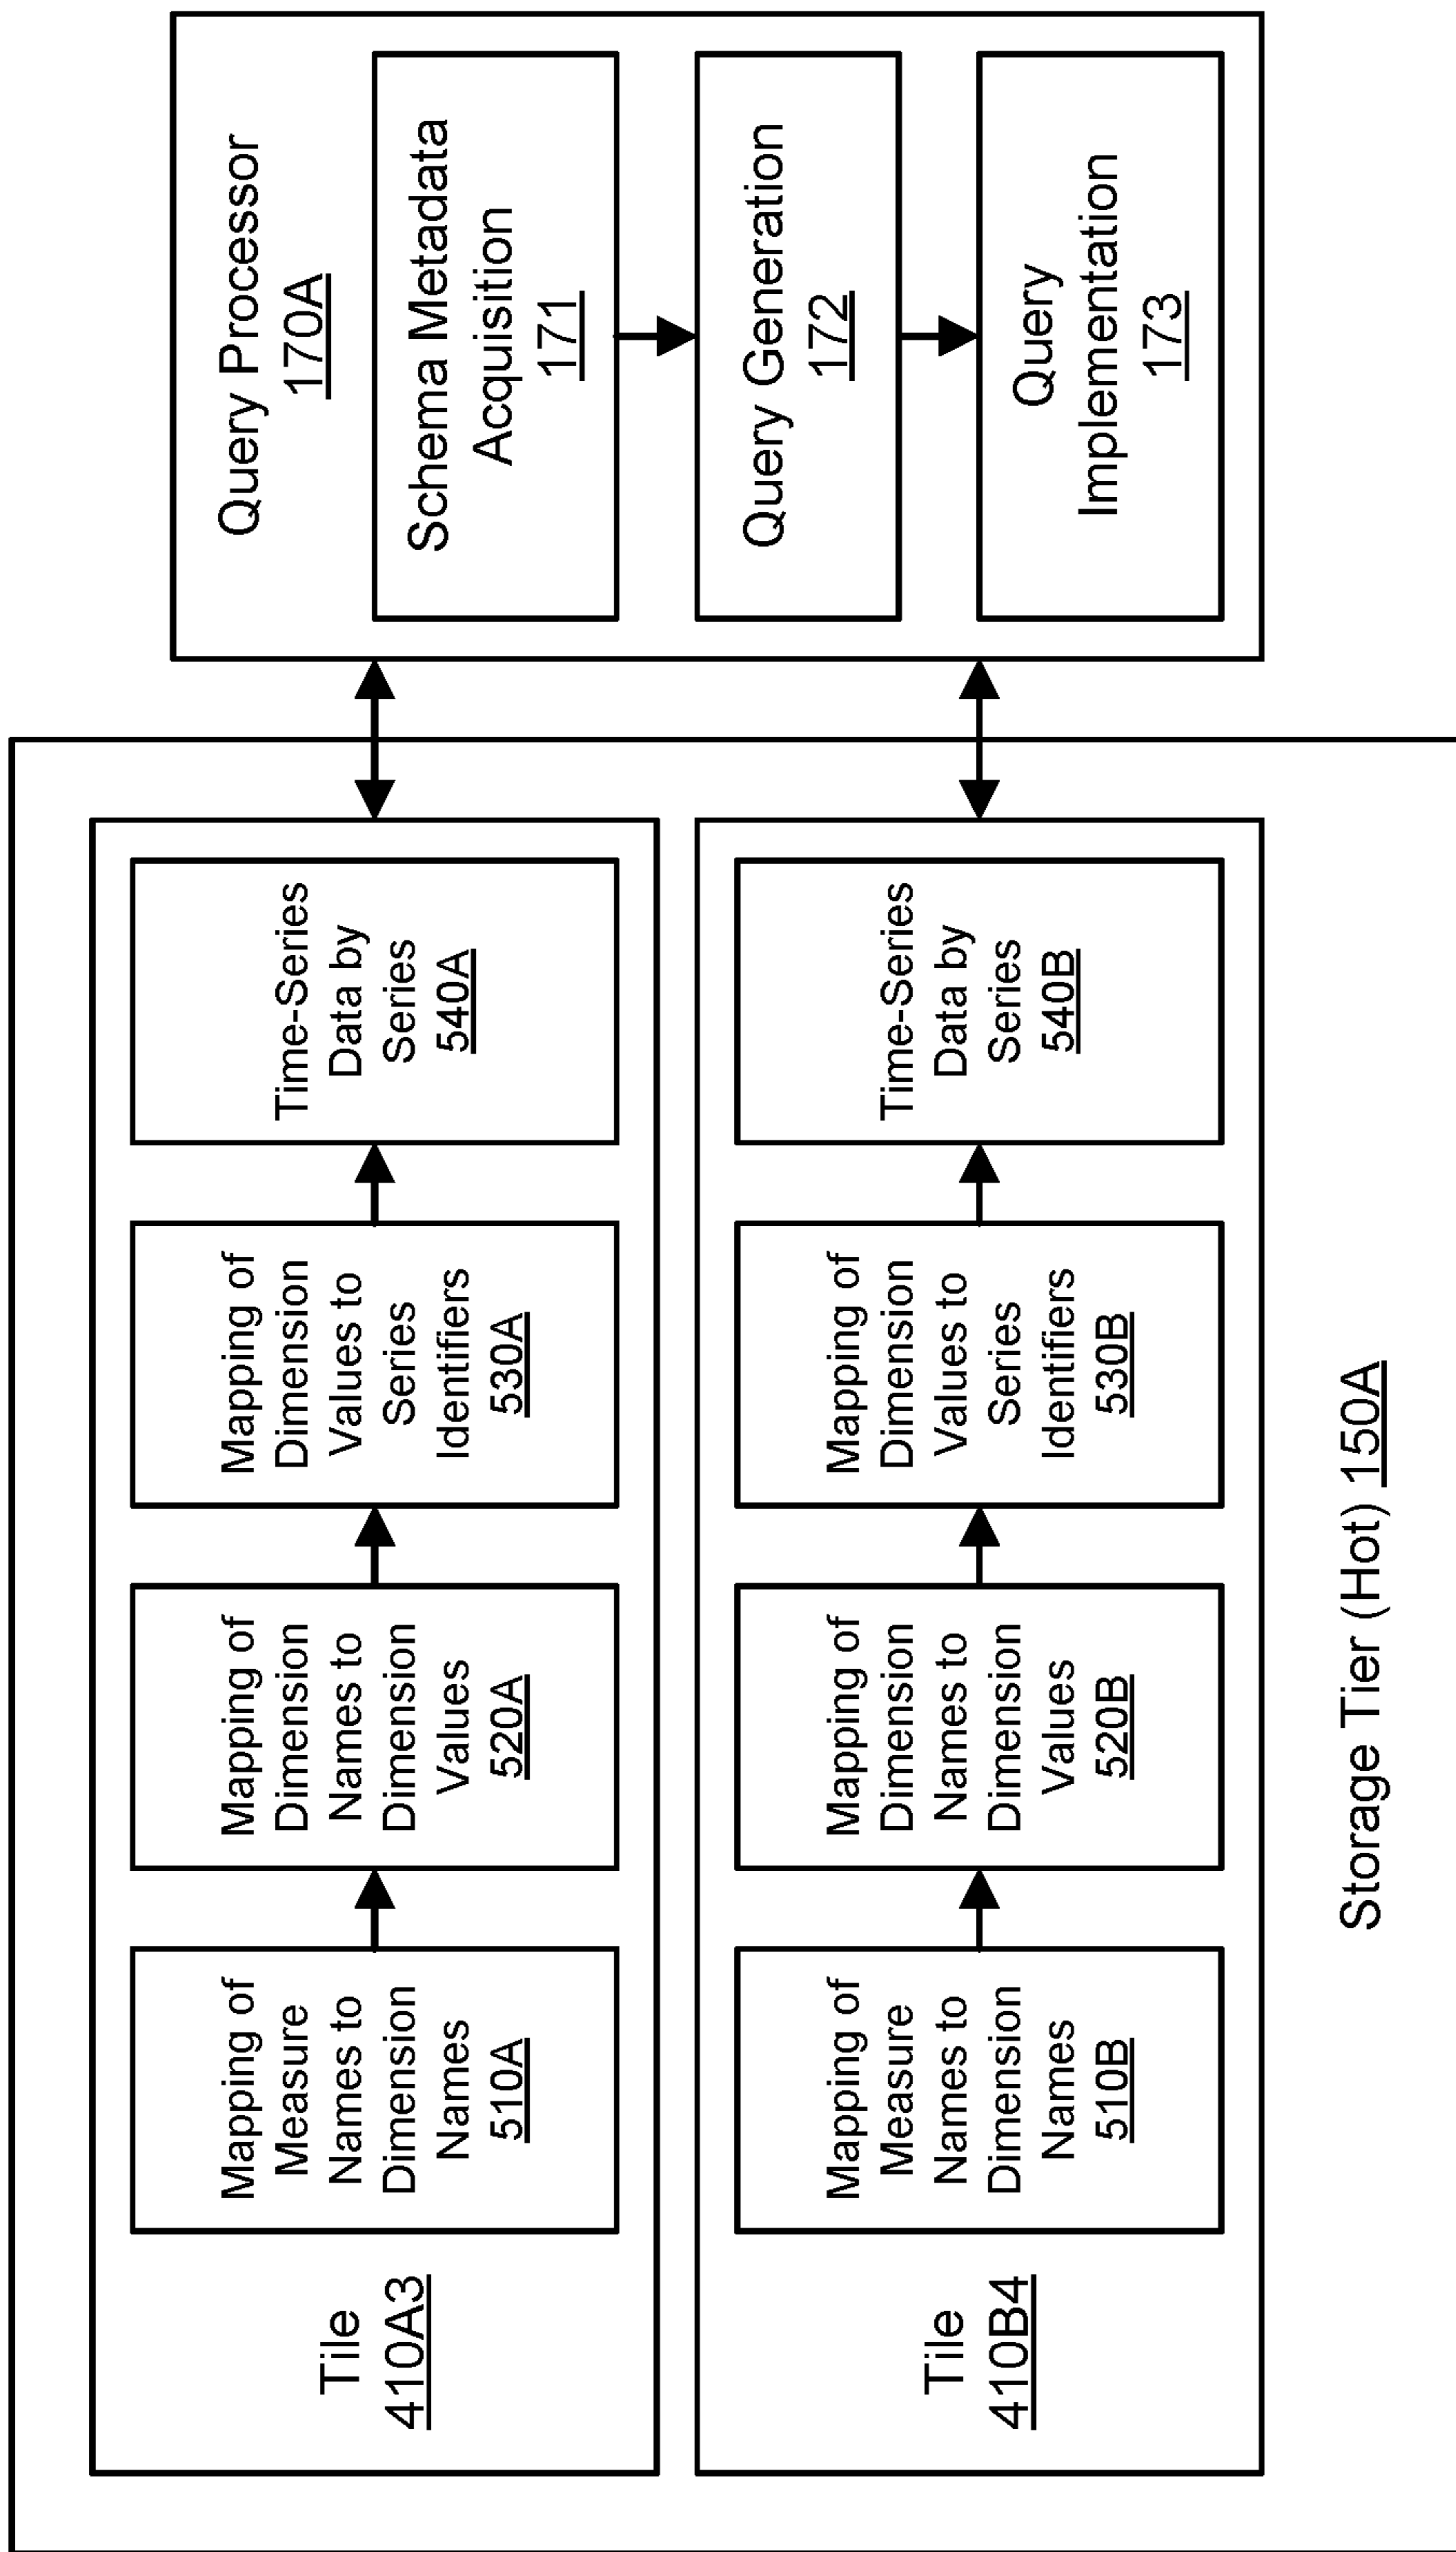 Tile
410A3
Mapping of
Measure
Names to
Dimension
Names
510A
Mapping of
Dimension
Names to
Dimension
Values
520A
Mapping of
Dimension
Values to
Series
Identifiers
530A
Time-Series
Data by
Series
540A
Tile
410B4
Mapping of
Measure
Names to
Dimension
Names
510B
Mapping of
Dimension
Names to
Dimension
Values
520B
Mapping of
Dimension
Values to
Series
Identifiers
530B
Time-Series
Data by
Series
540B
Storage Tier (Hot) 150A
Query Processor
170A
Schema Metadata
Acquisition
171
Query Generation
172
Query
Implementation
173